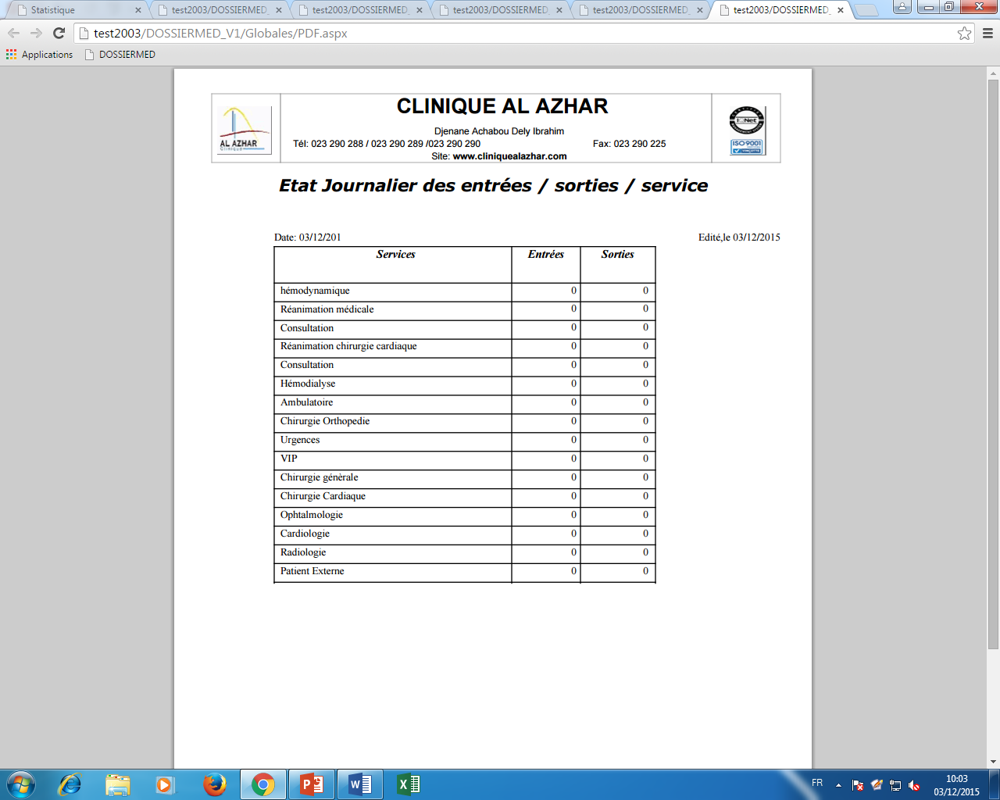 Statistique
test2003/DOSSIERMED_
test2003/DOSSIERMED_
test2003/DOSSIERMED_
test2003/DOSSIERMED_
test2003/DOSSIERMED_
test2003/DOSSIERMED_V1/Globales/PDF.aspx
Applications DOSSIERMED
AL AZHAR
Clinique
CLINIQUE AL AZHAR
Djenane Achabou Dely Ibrahim
Tél: 023 290 288 / 023 290 289 /023 290 290 Fax: 023 290 225
Site: www.cliniquealazhar.com
IQNet
ISO 9001
Etat Journalier des entrées / sorties / service
Date: 03/12/201 Edité,le 03/12/2015
Services Entrées Sorties
hémodynamique 0 0
Réanimation médicale 0 0
Consultation 0 0
Réanimation chirurgie cardiaque 0 0
Consultation 0 0
Hémodialyse 0 0
Ambulatoire 0 0
Chirurgie Orthopedie 0 0
Urgences 0 0
VIP 0 0
Chirurgie génèrale 0 0
Chirurgie Cardiaque 0 0
Ophtalmologie 0 0
Cardiologie 0 0
Radiologie 0 0
Patient Externe 0 0
FR 10:03
03/12/2015